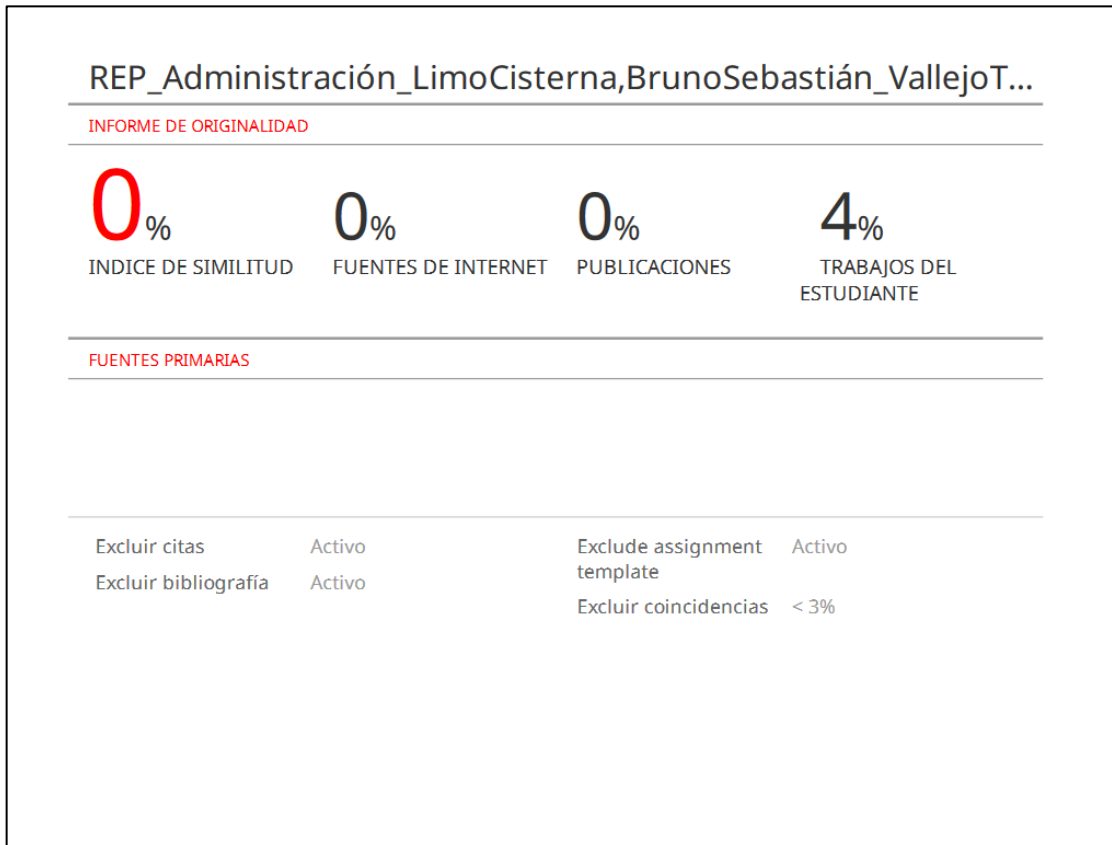 REP_Administración_LimoCisterna,BrunoSebastián_VallejoT...
INFORME DE ORIGINALIDAD
0% 0% 0% 4%
INDICE DE SIMILITUD FUENTES DE INTERNET PUBLICACIONES TRABAJOS DEL
ESTUDIANTE
FUENTES PRIMARIAS
Excluir citas Activo
Excluir bibliografía Activo
Exclude assignment Activo
template
Excluir coincidencias < 3%